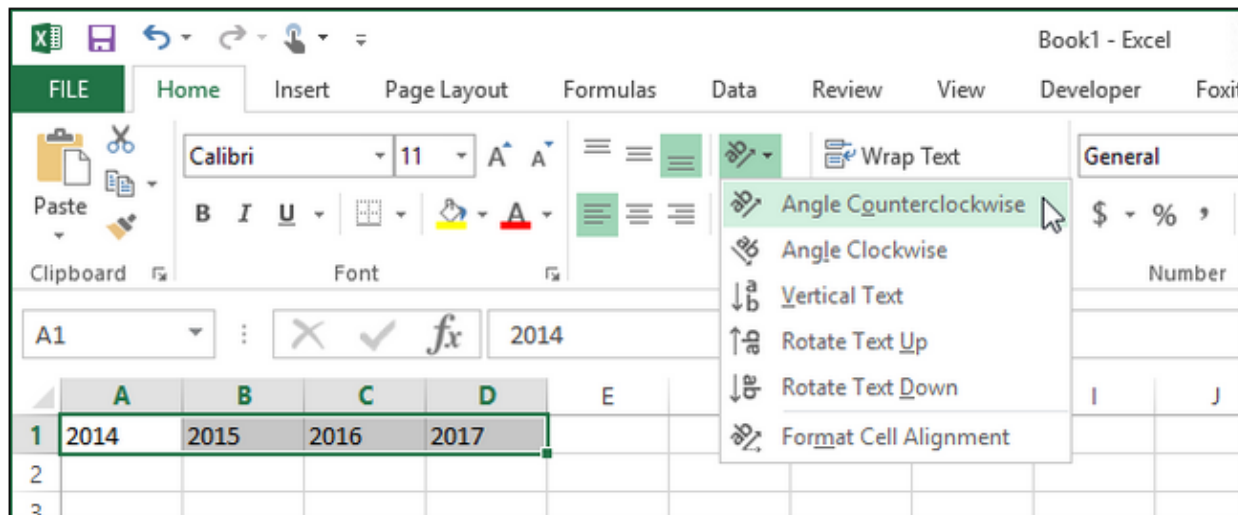 Book1 - Excel
FILE Home Insert Page Layout Formulas Data Review View Developer Foxit
Calibri 11 A A Wrap Text General
Paste B I U A $ % ,
Clipboard Font Number
Angle Counterclockwise
Angle Clockwise
Vertical Text
Rotate Text Up
Rotate Text Down
Format Cell Alignment
A1 fx 2014
A B C D E I J
1 2014 2015 2016 2017
2
3